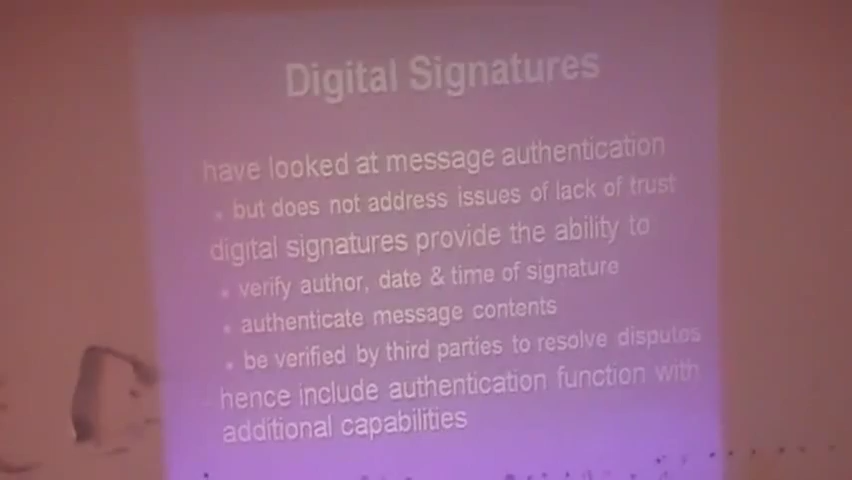 Digital Signatures
have looked at message authentication
• but does not address issues of lack of trust
digital signatures provide the ability to
• verify author, date & time of signature
• authenticate message contents
• be verified by third parties to resolve disputes
hence include authentication function with
additional capabilities